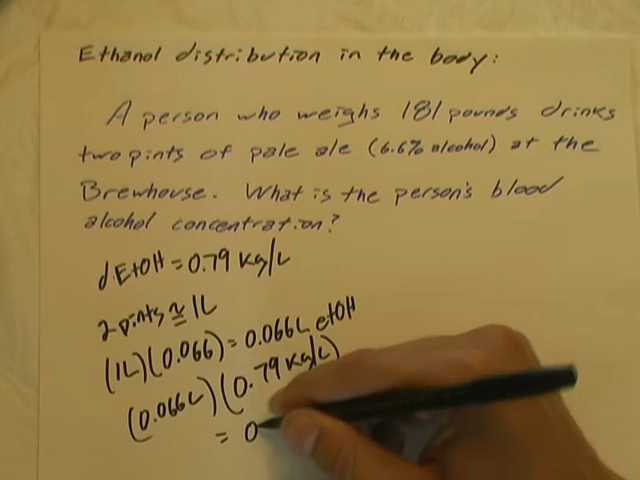 Ethanol distribution in the body:
A person who weighs 181 pounds drinks
two pints of pale ale (6.6% alcohol) at the
Brewhouse. What is the person's blood
alcohol concentration?
dEtOH = 0.79 kg/L
2 pints ≅ 1L
(1L)(0.066) = 0.066L etOH
(0.066L)(0.79 kg/L)
= 0